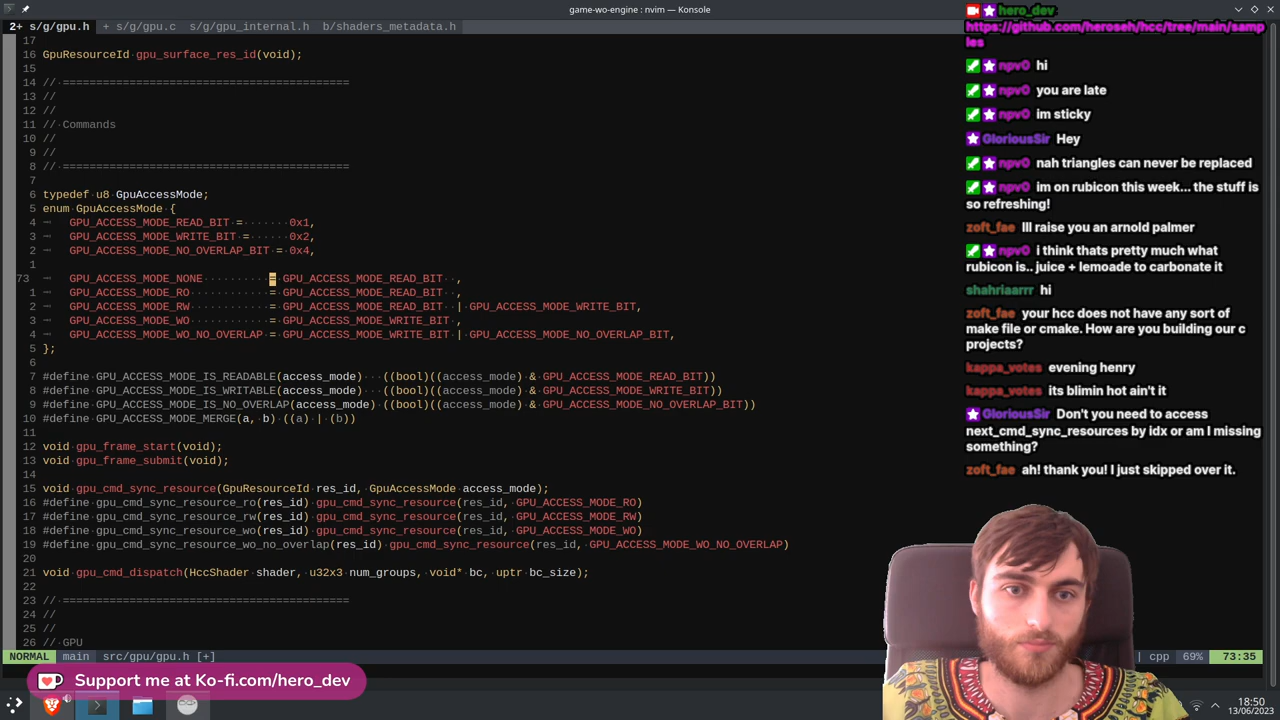 game-wo-engine : nvim — Konsole
2+ s/g/gpu.h + s/g/gpu.c s/g/gpu_inte ders_metadata.h
17
16 GpuResourceId gpu_surface_res_id(void);
15
14 // ===========================================
13 //
12 //
11 // Commands
10 //
9 //
8 // ===========================================
7
6 typedef u8 GpuAccessMode;
5 enum GpuAccessMode {
4 GPU_ACCESS_MODE_READ_BIT = 0x1,
3 GPU_ACCESS_MODE_WRITE_BIT = 0x2,
2 GPU_ACCESS_MODE_NO_OVERLAP_BIT = 0x4,
1
73 GPU_ACCESS_MODE_NONE = GPU_ACCESS_MODE_READ_BIT ,
1 GPU_ACCESS_MODE_RO = GPU_ACCESS_MODE_READ_BIT ,
2 GPU_ACCESS_MODE_RW = GPU_ACCESS_MODE_READ_BIT | GPU_ACCESS_MODE_WRITE_BIT,
3 GPU_ACCESS_MODE_WO = GPU_ACCESS_MODE_WRITE_BIT ,
4 GPU_ACCESS_MODE_WO_NO_OVERLAP = GPU_ACCESS_MODE_WRITE_BIT | GPU_ACCESS_MODE_NO_OVERLAP_BIT,
5 };
6
7 #define GPU_ACCESS_MODE_IS_READABLE(access_mode) ((bool)((access_mode) & GPU_ACCESS_MODE_READ_BIT))
8 #define GPU_ACCESS_MODE_IS_WRITABLE(access_mode) ((bool)((access_mode) & GPU_ACCESS_MODE_WRITE_BIT))
9 #define GPU_ACCESS_MODE_IS_NO_OVERLAP(access_mode) ((bool)((access_mode) & GPU_ACCESS_MODE_NO_OVERLAP_BIT))
10 #define GPU_ACCESS_MODE_MERGE(a, b) ((a) | (b))
11
12 void gpu_frame_start(void);
13 void gpu_frame_submit(void);
14
15 void gpu_cmd_sync_resource(GpuResourceId res_id, GpuAccessMode access_mode);
16 #define gpu_cmd_sync_resource_ro(res_id) gpu_cmd_sync_resource(res_id, GPU_ACCESS_MODE_RO)
17 #define gpu_cmd_sync_resource_rw(res_id) gpu_cmd_sync_resource(res_id, GPU_ACCESS_MODE_RW)
18 #define gpu_cmd_sync_resource_wo(res_id) gpu_cmd_sync_resource(res_id, GPU_ACCESS_MODE_WO)
19 #define gpu_cmd_sync_resource_wo_no_overlap(res_id) gpu_cmd_sync_resource(res_id, GPU_ACCESS_MODE_WO_NO_OVERLAP)
20
21 void gpu_cmd_dispatch(HccShader shader, u32x3 num_groups, void* bc, uptr bc_size);
22
23 // ===========================================
24 //
25 //
26 // GPU
NORMAL main src/gpu/gpu.h [+] | cpp 69% 73:35
Support me at Ko-fi.com/hero_dev
hero_dev
https://github.com/heroseh/hcc/tree/main/samp
les
npv0 hi
npv0 you are late
npv0 im sticky
GloriousSir Hey
npv0 nah triangles can never be replaced
npv0 im on rubicon this week... the stuff is
so refreshing!
zoft_fae Ill raise you an arnold palmer
npv0 i think thats pretty much what
rubicon is.. juice + lemoade to carbonate it
shahriaarrr hi
zoft_fae your hcc does not have any sort of
make file or cmake. How are you building our c
projects?
kappa_votes evening henry
kappa_votes its blimin hot ain't it
GloriousSir Don't you need to access
next_cmd_sync_resources by idx or am I missing
something?
zoft_fae ah! thank you! I just skipped over it.
18:50
13/06/2023